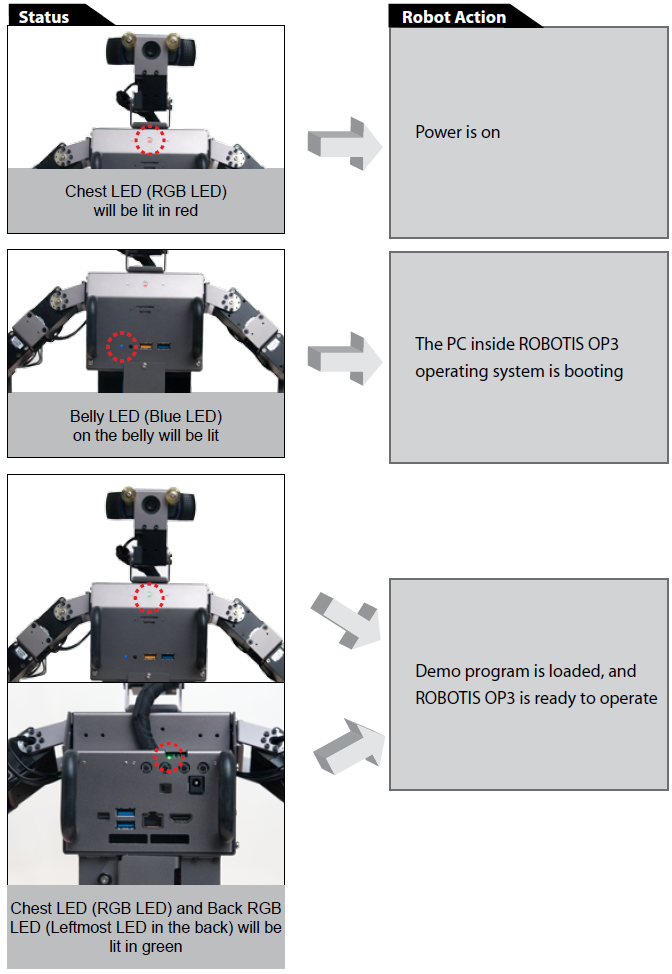 Status
Robot Action
Chest LED (RGB LED)
will be lit in red
Power is on
Belly LED (Blue LED)
on the belly will be lit
The PC inside ROBOTIS OP3
operating system is booting
Demo program is loaded, and
ROBOTIS OP3 is ready to operate
Chest LED (RGB LED) and Back RGB
LED (Leftmost LED in the back) will be
lit in green